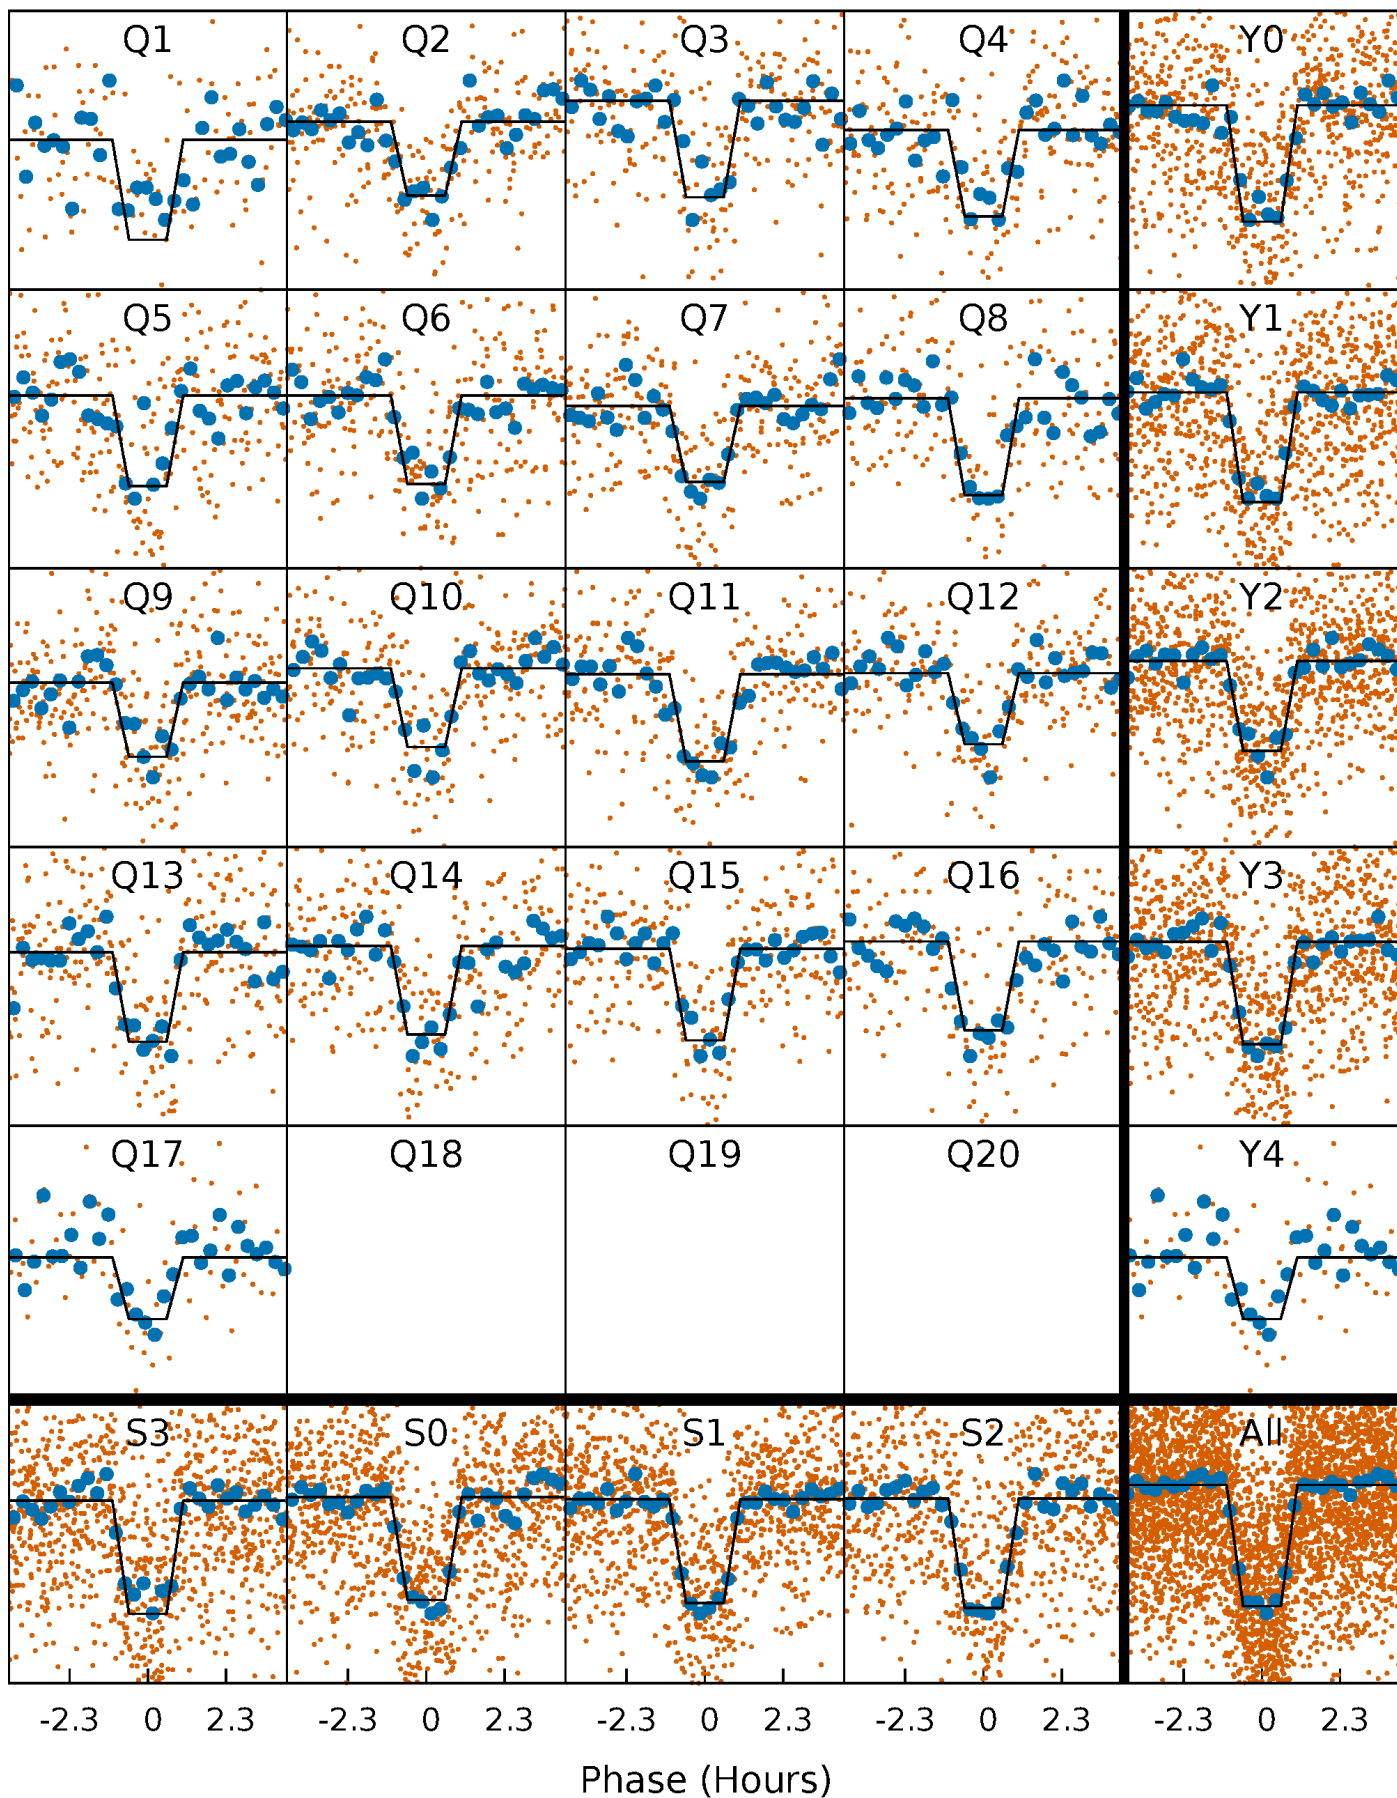 Q1 Q2 Q3 Q4 Y0
Q5 Q6 Q7 Q8 Y1
Q9 Q10 Q11 Q12 Y2
Q13 Q14 Q15 Q16 Y3
Q17 Q18 Q19 Q20 Y4
S3 S0 S1 S2 All
-2.3 0 2.3 -2.3 0 2.3 -2.3 0 2.3 -2.3 0 2.3 -2.3 0 2.3
Phase (Hours)